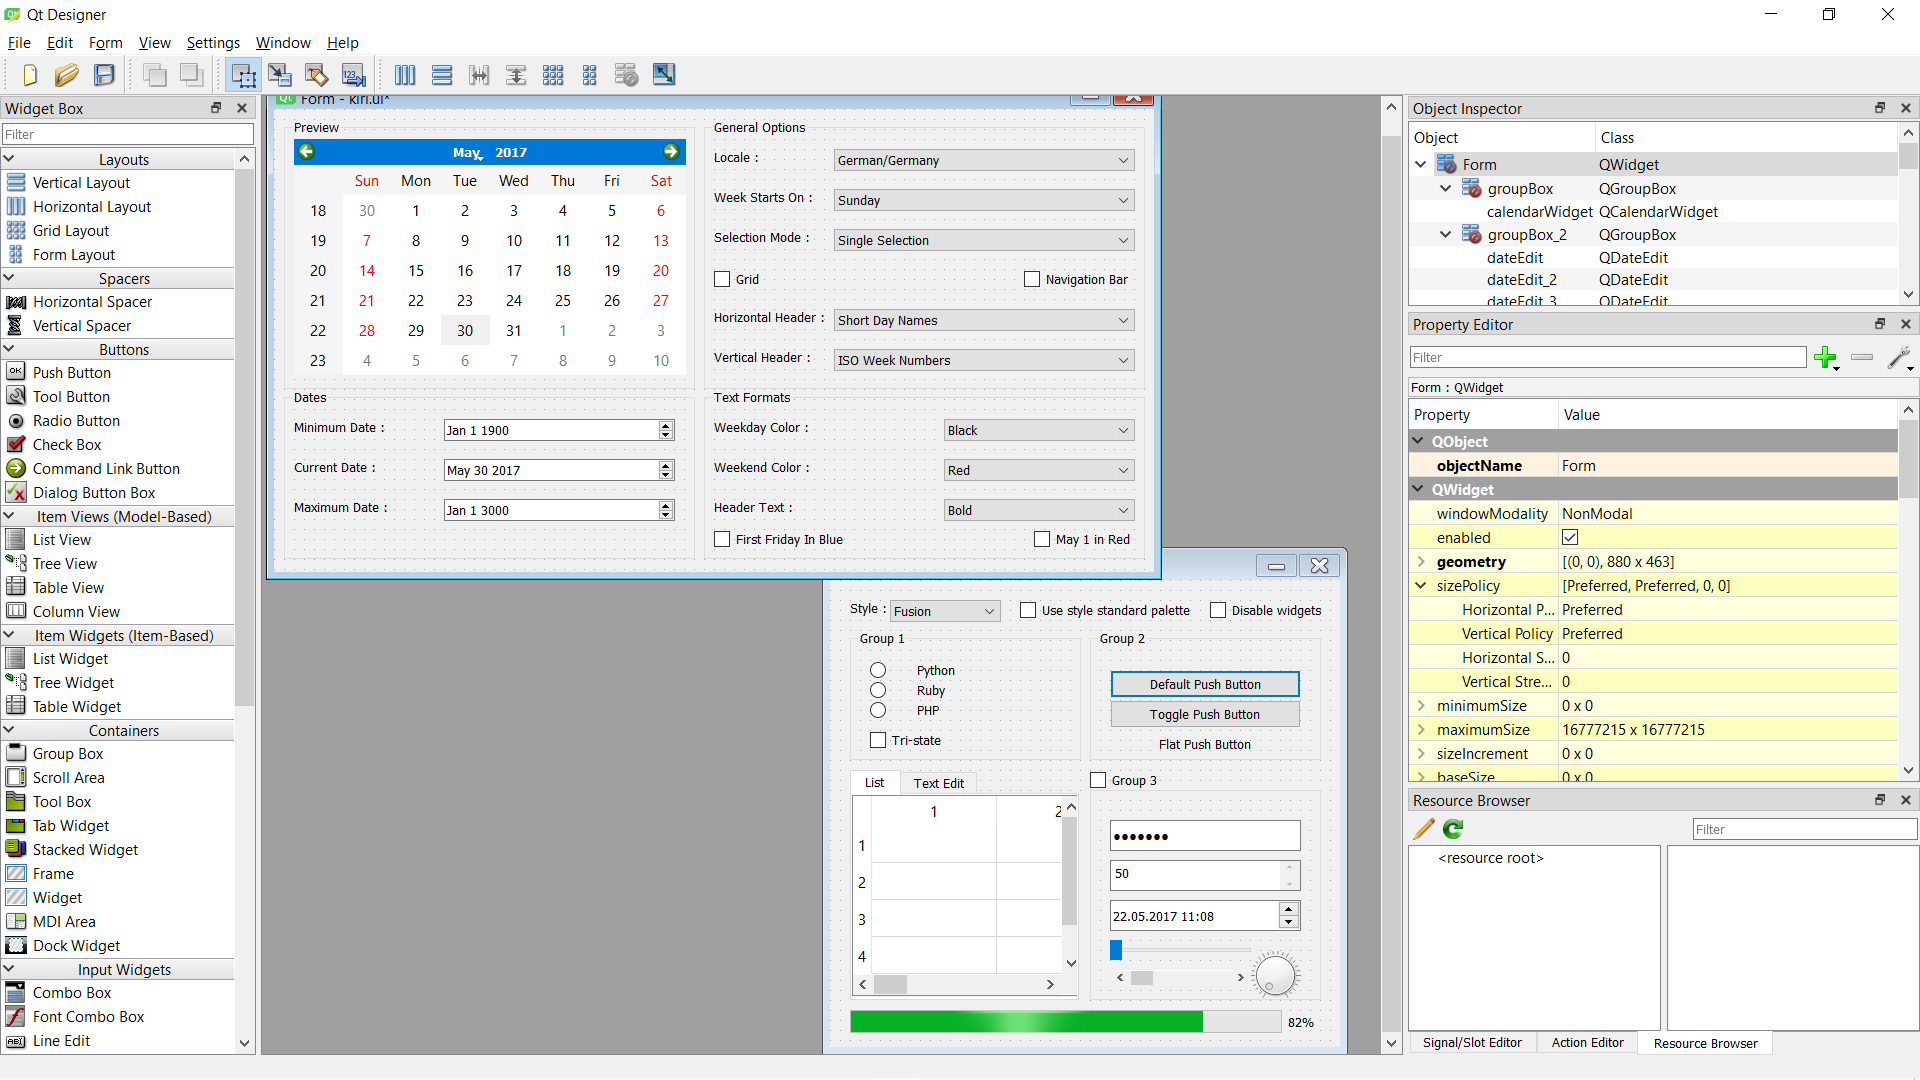 Qt Designer
File Edit Form View Settings Window Help
Widget Box
Filter
Layouts
Vertical Layout
Horizontal Layout
Grid Layout
Form Layout
Spacers
Horizontal Spacer
Vertical Spacer
Buttons
Push Button
Tool Button
Radio Button
Check Box
Command Link Button
Dialog Button Box
Item Views (Model-Based)
List View
Tree View
Table View
Column View
Item Widgets (Item-Based)
List Widget
Tree Widget
Table Widget
Containers
Group Box
Scroll Area
Tool Box
Tab Widget
Stacked Widget
Frame
Widget
MDI Area
Dock Widget
Input Widgets
Combo Box
Font Combo Box
Line Edit
Form - kirl.ui*
Preview
May, 2017
Sun Mon Tue Wed Thu Fri Sat
18 30 1 2 3 4 5 6
19 7 8 9 10 11 12 13
20 14 15 16 17 18 19 20
21 21 22 23 24 25 26 27
22 28 29 30 31 1 2 3
23 4 5 6 7 8 9 10
Dates
Minimum Date : Jan 1 1900
Current Date : May 30 2017
Maximum Date : Jan 1 3000
General Options
Locale : German/Germany
Week Starts On : Sunday
Selection Mode : Single Selection
Grid Navigation Bar
Horizontal Header : Short Day Names
Vertical Header : ISO Week Numbers
Text Formats
Weekday Color : Black
Weekend Color : Red
Header Text : Bold
First Friday In Blue May 1 in Red
Style : Fusion Use style standard palette Disable widgets
Group 1
Python
Ruby
PHP
Tri-state
Group 2
Default Push Button
Toggle Push Button
Flat Push Button
List Text Edit
1 2
1
2
3
4
Group 3
50
22.05.2017 11:08
82%
Object Inspector
Object Class
Form QWidget
groupBox QGroupBox
calendarWidget QCalendarWidget
groupBox_2 QGroupBox
dateEdit QDateEdit
dateEdit_2 QDateEdit
dateEdit_3 QDateEdit
Property Editor
Filter
Form : QWidget
Property Value
QObject
objectName Form
QWidget
windowModality NonModal
enabled
geometry [(0, 0), 880 x 463]
sizePolicy [Preferred, Preferred, 0, 0]
Horizontal P... Preferred
Vertical Policy Preferred
Horizontal S... 0
Vertical Stre... 0
minimumSize 0 x 0
maximumSize 16777215 x 16777215
sizeIncrement 0 x 0
baseSize 0 x 0
Resource Browser
Filter
<resource root>
Signal/Slot Editor Action Editor Resource Browser